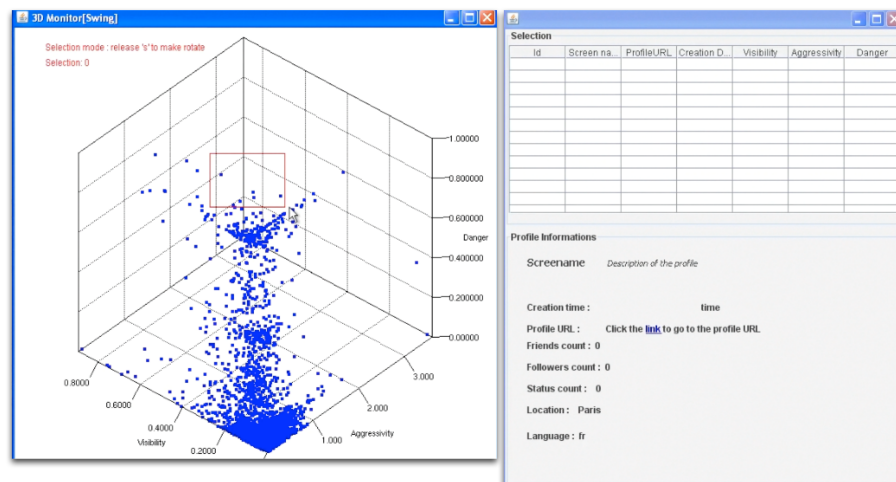 3D Monitor[Swing]
Selection mode : release 's' to make rotate
Selection: 0
1.00000
0.800000
0.600000
Danger
0.400000
0.200000
0.00000
0.8000
0.6000
0.4000
0.2000
Visibility
3.000
2.000
1.000
Aggressivity
Selection
Id Screen na... ProfileURL Creation D... Visibility Aggressivity Danger
Profile Informations
Screename Description of the profile
Creation time : time
Profile URL : Click the link to go to the profile URL
Friends count : 0
Followers count : 0
Status count : 0
Location : Paris
Language : fr